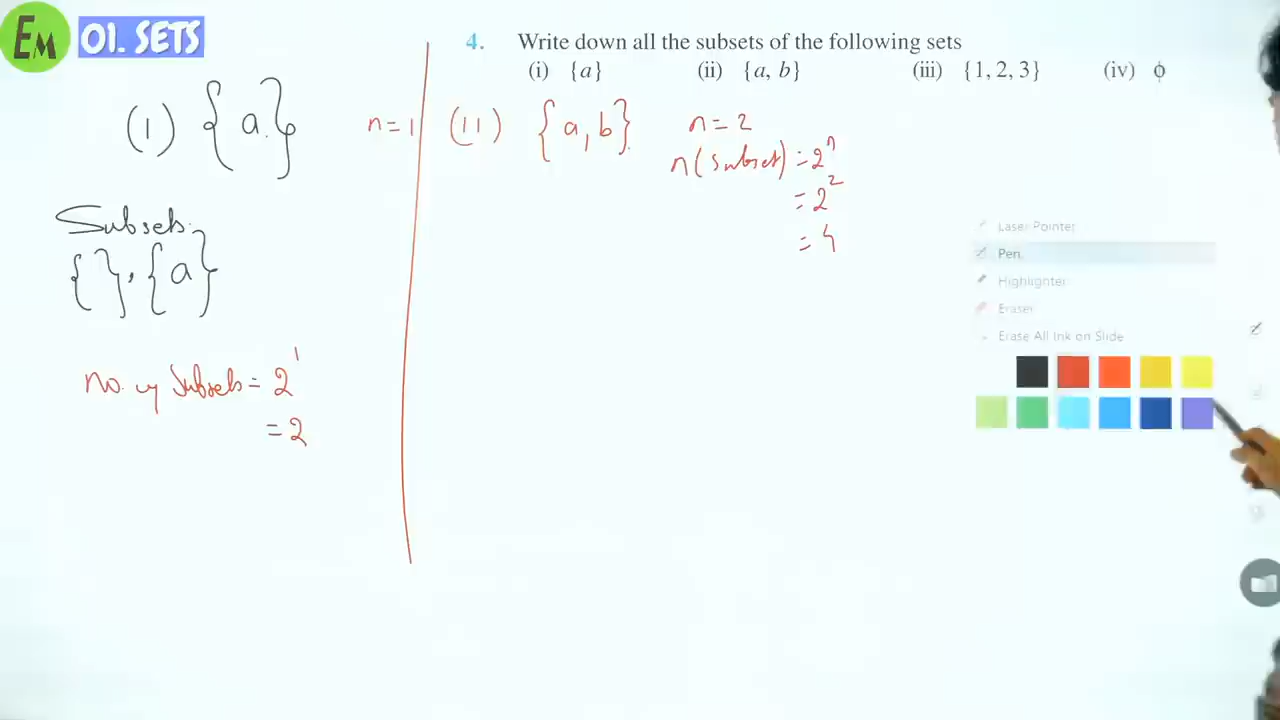 EM 01. SETS
4. Write down all the subsets of the following sets
(i) {a} (ii) {a, b} (iii) {1, 2, 3} (iv) ϕ
(I) {a} n=1
Subsets:
{ }, {a}
no. of Subsets = 2¹
= 2
(II) {a, b} n = 2
n(subset) = 2ⁿ
= 2²
= 4
Laser Pointer
Pen
Highlighter
Eraser
Erase All Ink on Slide